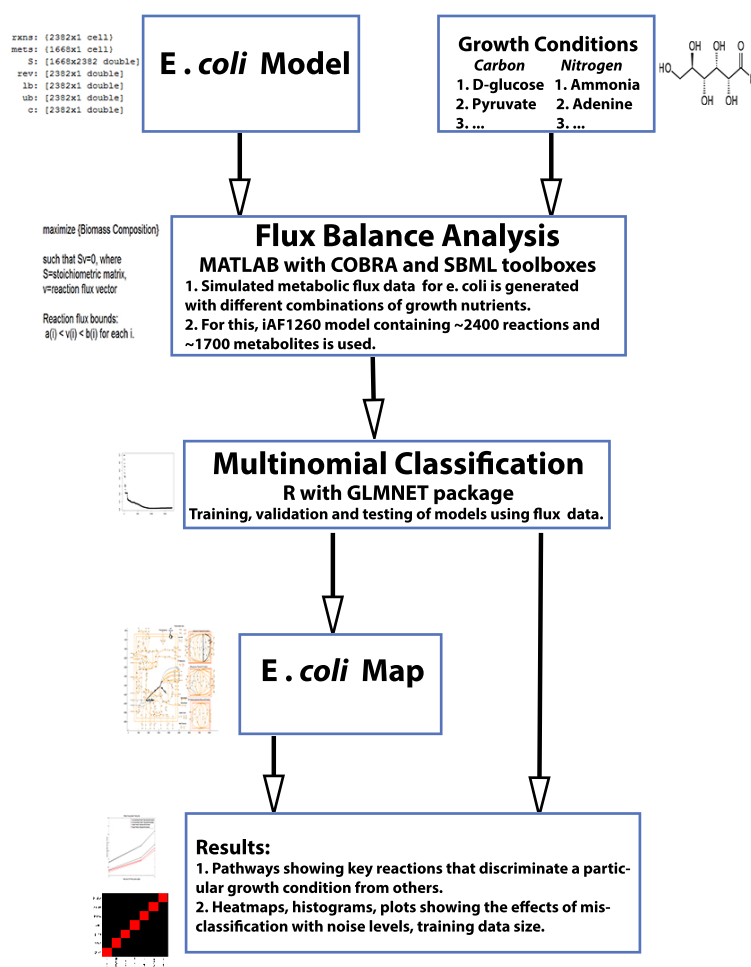 rxns: {2382x1 cell}
mets: {1668x1 cell}
S: [1668x2382 double]
rev: [2382x1 double]
lb: [2382x1 double]
ub: [2382x1 double]
c: [2382x1 double]
E . coli Model
Growth Conditions
Carbon Nitrogen
1. D-glucose 1. Ammonia
2. Pyruvate 2. Adenine
3. ... 3. ...
OH OH O
HO
OH OH
maximize {Biomass Composition}
such that Sv=0, where
S=stoichiometric matrix,
v=reaction flux vector
Reaction flux bounds:
a(i) < v(i) < b(i) for each i.
Flux Balance Analysis
MATLAB with COBRA and SBML toolboxes
1. Simulated metabolic flux data for e. coli is generated
with different combinations of growth nutrients.
2. For this, iAF1260 model containing ~2400 reactions and
~1700 metabolites is used.
Multinomial Classification
R with GLMNET package
Training, validation and testing of models using flux data.
E . coli Map
Results:
1. Pathways showing key reactions that discriminate a partic-
ular growth condition from others.
2. Heatmaps, histograms, plots showing the effects of mis-
classification with noise levels, training data size.